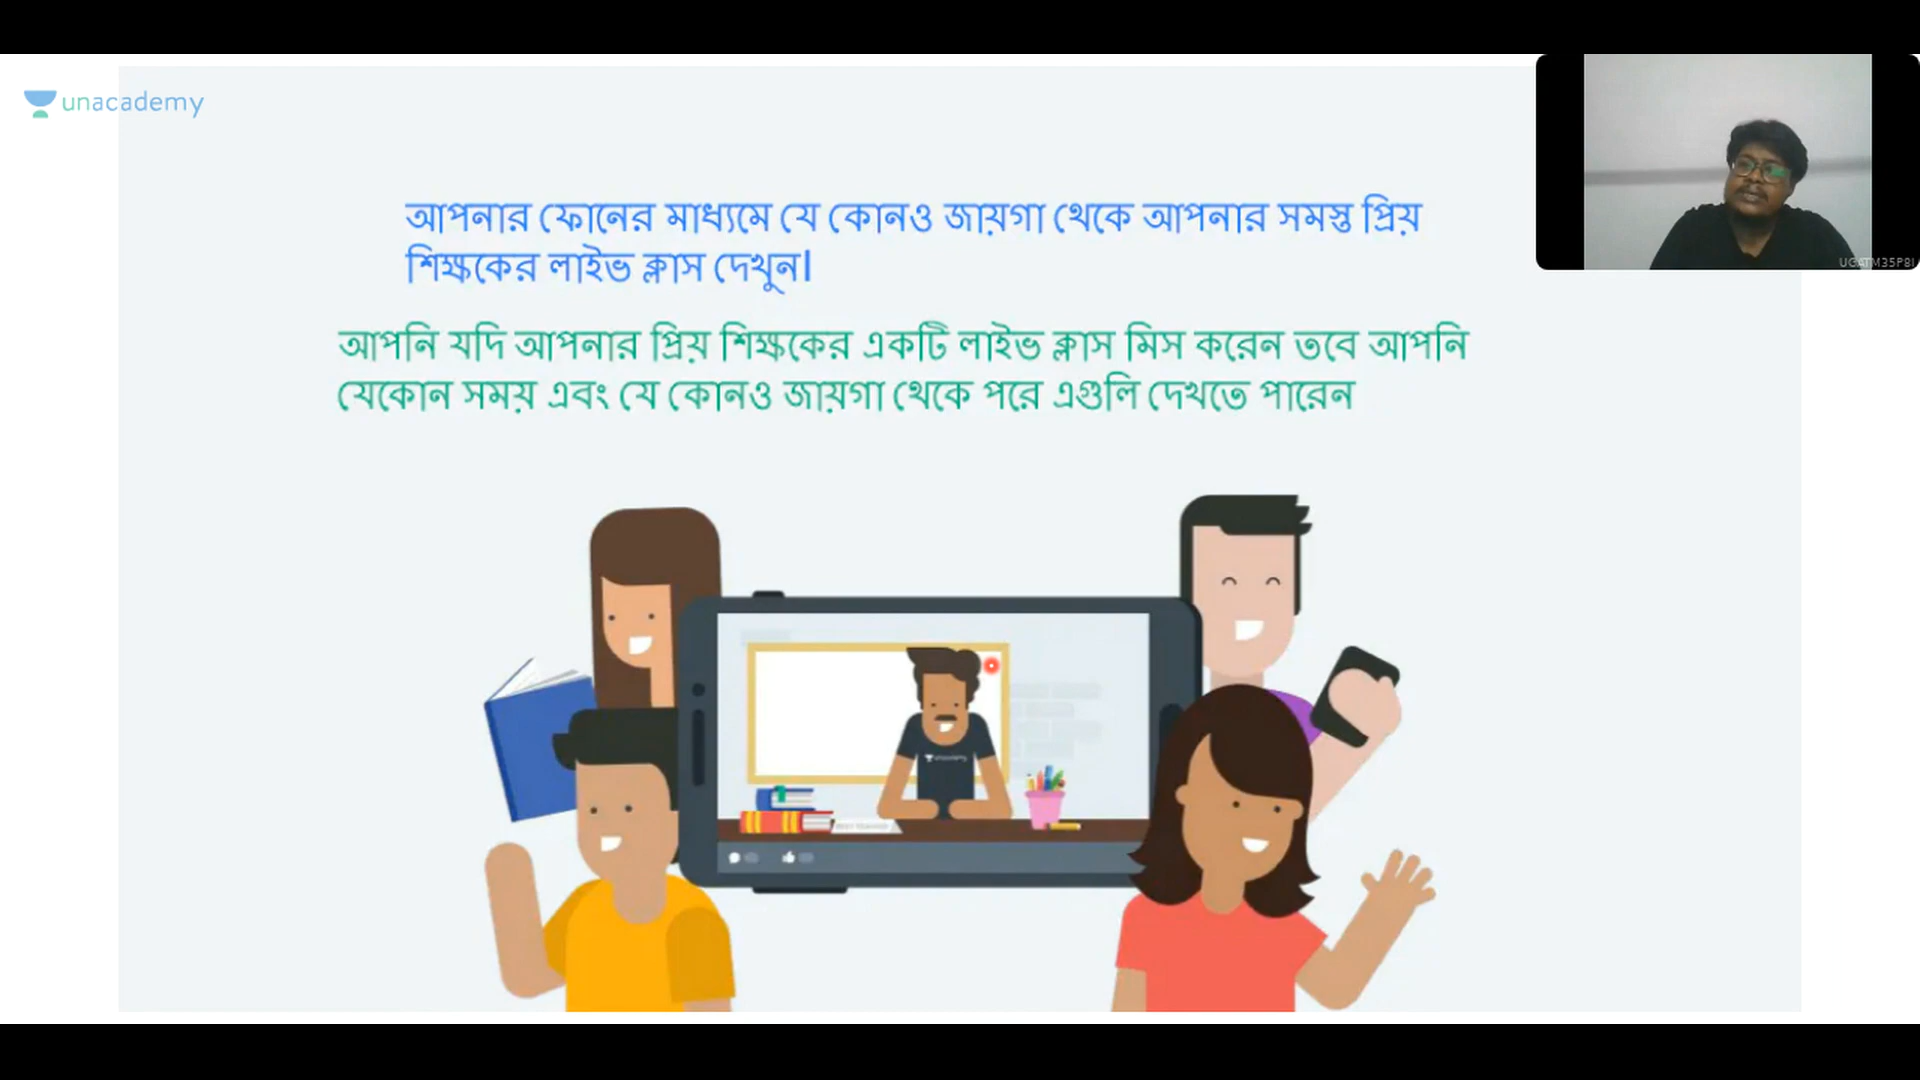 unacademy
আপনার ফোনের মাধ্যমে যে কোনও জায়গা থেকে আপনার সমস্ত প্রিয়
শিক্ষকের লাইভ ক্লাস দেখুন।
আপনি যদি আপনার প্রিয় শিক্ষকের একটি লাইভ ক্লাস মিস করেন তবে আপনি
যেকোন সময় এবং যে কোনও জায়গা থেকে পরে এগুলি দেখতে পারেন
unacademy